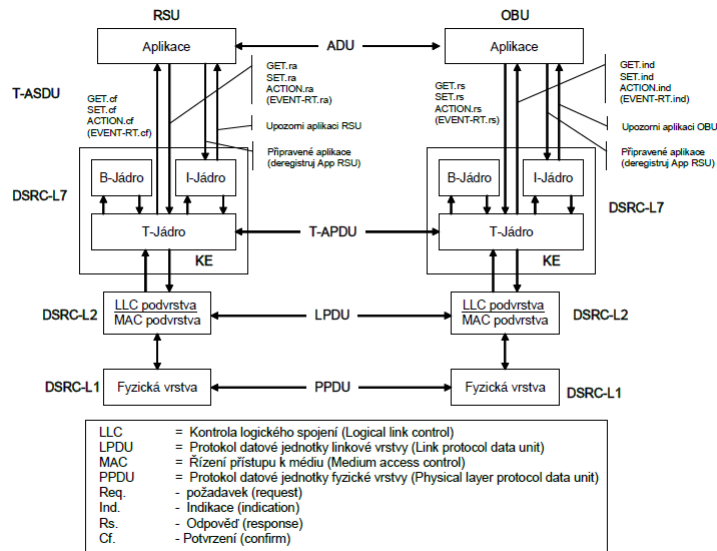 RSU
OBU
Aplikace
ADU
Aplikace
T-ASDU
GET.cf
SET.cf
ACTION.cf
(EVENT-RT.cf)
GET.ra
SET.ra
ACTION.ra
(EVENT-RT.ra)
Upozorni aplikaci RSU
Připravené aplikace
(deregistruj App RSU)
GET.rs
SET.rs
ACTION.rs
(EVENT-RT.rs)
GET.ind
SET.ind
ACTION.ind
(EVENT-RT.ind)
Upozorni aplikaci OBU
Připravené aplikace
(deregistruj App RSU)
DSRC-L7
B-Jádro
I-Jádro
T-Jádro
KE
T-APDU
B-Jádro
I-Jádro
T-Jádro
KE
DSRC-L7
DSRC-L2
LLC podvrstva
MAC podvrstva
LPDU
LLC podvrstva
MAC podvrstva
DSRC-L2
DSRC-L1
Fyzická vrstva
PPDU
Fyzická vrstva
DSRC-L1
LLC = Kontrola logického spojení (Logical link control)
LPDU = Protokol datové jednotky linkové vrstvy (Link protocol data unit)
MAC = Řízení přístupu k médiu (Medium access control)
PPDU = Protokol datové jednotky fyzické vrstvy (Physical layer protocol data unit)
Req. - požadavek (request)
Ind. - Indikace (indication)
Rs. - Odpověď (response)
Cf. - Potvrzení (confirm)